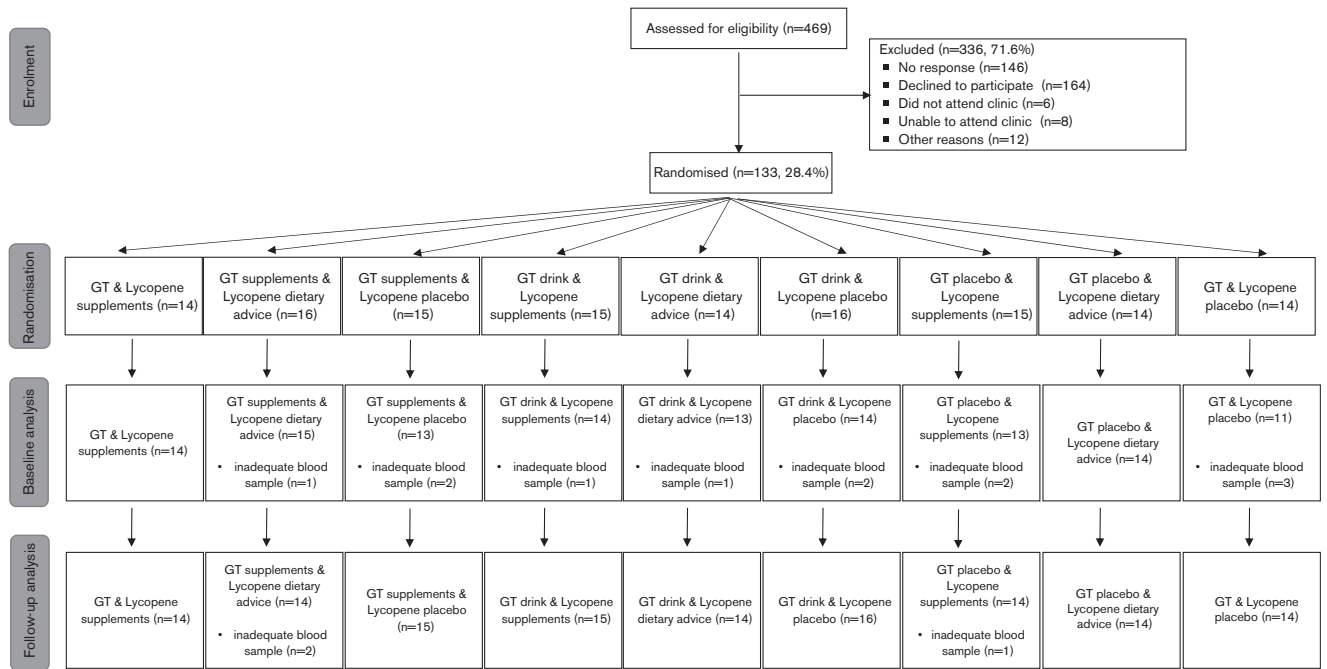 Enrolment
Assessed for eligibility (n=469)
Excluded (n=336, 71.6%)
■ No response (n=146)
■ Declined to participate (n=164)
■ Did not attend clinic (n=6)
■ Unable to attend clinic (n=8)
■ Other reasons (n=12)
Randomised (n=133, 28.4%)
Randomisation
GT & Lycopene
supplements (n=14)
GT supplements &
Lycopene dietary
advice (n=16)
GT supplements &
Lycopene placebo
(n=15)
GT drink &
Lycopene
supplements (n=15)
GT drink &
Lycopene dietary
advice (n=14)
GT drink &
Lycopene placebo
(n=16)
GT placebo &
Lycopene
supplements (n=15)
GT placebo &
Lycopene dietary
advice (n=14)
GT & Lycopene
placebo (n=14)
Baseline analysis
GT & Lycopene
supplements (n=14)
GT supplements &
Lycopene dietary
advice (n=15)
• inadequate blood
sample (n=1)
GT supplements &
Lycopene placebo
(n=13)
• inadequate blood
sample (n=2)
GT drink & Lycopene
supplements (n=14)
• inadequate blood
sample (n=1)
GT drink & Lycopene
dietary advice (n=13)
• inadequate blood
sample (n=1)
GT drink & Lycopene
placebo (n=14)
• inadequate blood
sample (n=2)
GT placebo &
Lycopene
supplements (n=13)
• inadequate blood
sample (n=2)
GT placebo &
Lycopene dietary
advice (n=14)
GT & Lycopene
placebo (n=11)
• inadequate blood
sample (n=3)
Follow-up analysis
GT & Lycopene
supplements (n=14)
GT supplements &
Lycopene dietary
advice (n=14)
• inadequate blood
sample (n=2)
GT supplements &
Lycopene placebo
(n=15)
GT drink & Lycopene
supplements (n=15)
GT drink & Lycopene
dietary advice (n=14)
GT drink & Lycopene
placebo (n=16)
GT placebo &
Lycopene
supplements (n=14)
• inadequate blood
sample (n=1)
GT placebo &
Lycopene dietary
(n=14)
GT & Lycopene
placebo (n=14)